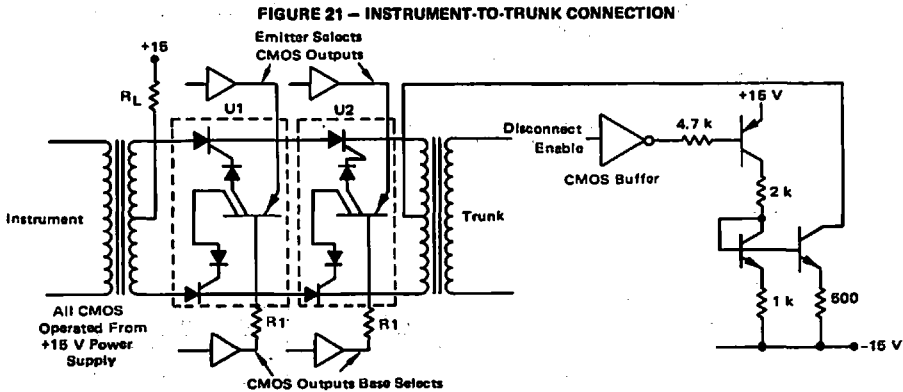 FIGURE 21 – INSTRUMENT-TO-TRUNK CONNECTION
Emitter Selects
CMOS Outputs
+15
RL
U1
U2
+15 V
Disconnect
Enable
4.7 k
CMOS Buffer
2 k
Instrument
Trunk
1 k
500
R1
R1
All CMOS
Operated From
+15 V Power
Supply
-15 V
CMOS Outputs Base Selects